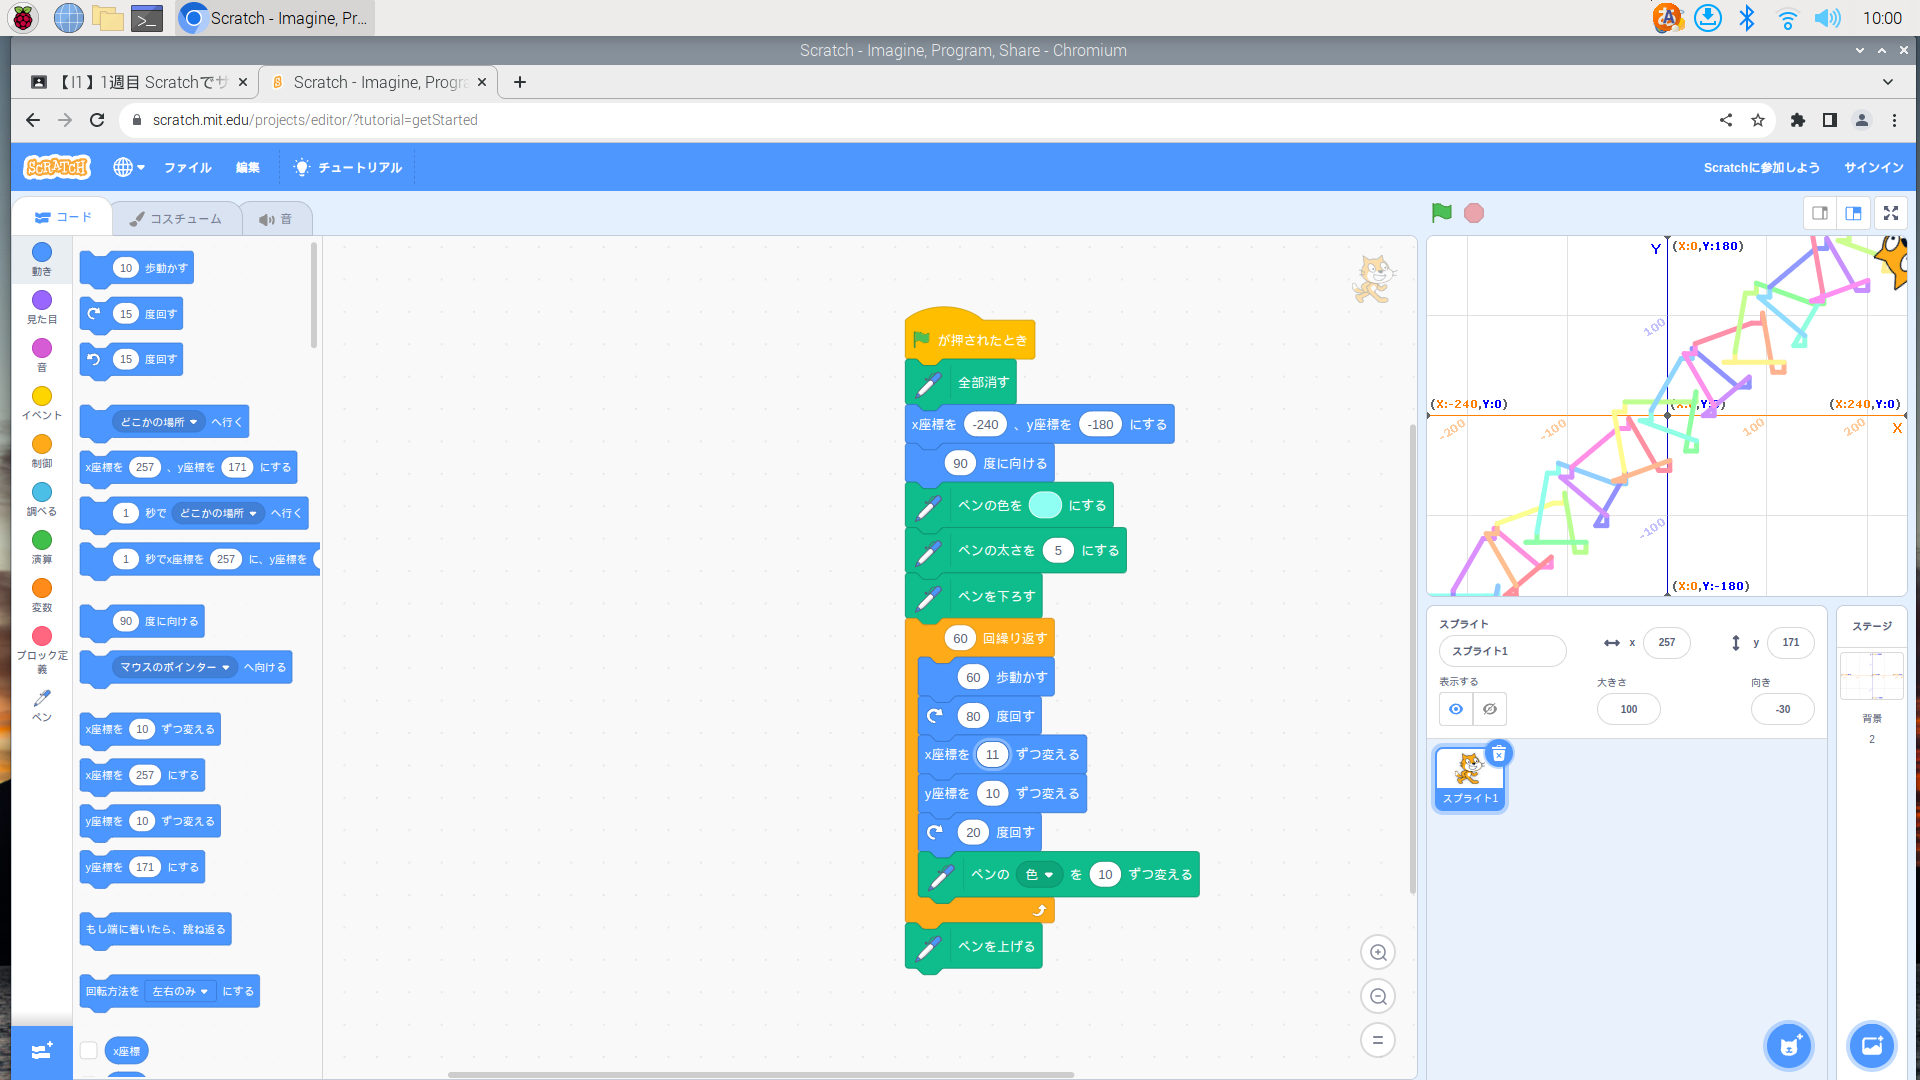 Scratch - Imagine, Pr...
10:00
Scratch - Imagine, Program, Share - Chromium
【I1】1週目 Scratchでサ
Scratch - Imagine, Progra
scratch.mit.edu/projects/editor/?tutorial=getStarted
SCRATCH
ファイル
編集
チュートリアル
Scratchに参加しよう
サインイン
コード
コスチューム
音
動き
見た目
音
イベント
制御
調べる
演算
変数
ブロック定義
ペン
10 歩動かす
15 度回す
15 度回す
どこかの場所 へ行く
x座標を 257 、y座標を 171 にする
1 秒で どこかの場所 へ行く
1 秒でx座標を 257 に、y座標を
90 度に向ける
マウスのポインター へ向ける
x座標を 10 ずつ変える
x座標を 257 にする
y座標を 10 ずつ変える
y座標を 171 にする
もし端に着いたら、跳ね返る
回転方法を 左右のみ にする
x座標
が押されたとき
全部消す
x座標を -240 、y座標を -180 にする
90 度に向ける
ペンの色を にする
ペンの太さを 5 にする
ペンを下ろす
60 回繰り返す
60 歩動かす
80 度回す
x座標を 11 ずつ変える
y座標を 10 ずつ変える
20 度回す
ペンの 色 を 10 ずつ変える
ペンを上げる
Y
(X:0,Y:180)
100
(X:-240,Y:0)
(X:240,Y:0)
-200
-100
100
200
X
-100
(X:0,Y:-180)
スプライト
スプライト1
x 257
y 171
表示する
大きさ
100
向き
-30
スプライト1
ステージ
背景
2